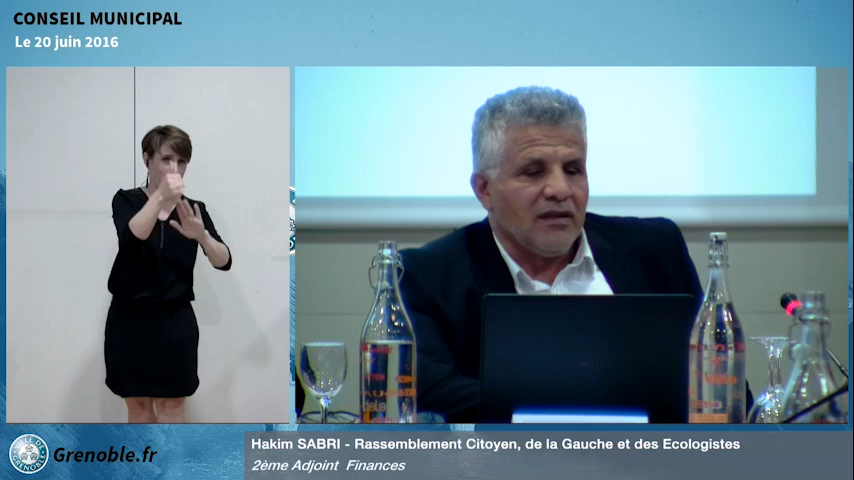 CONSEIL MUNICIPAL
Le 20 juin 2016
Hakim SABRI - Rassemblement Citoyen, de la Gauche et des Ecologistes
2ème Adjoint Finances
Grenoble.fr